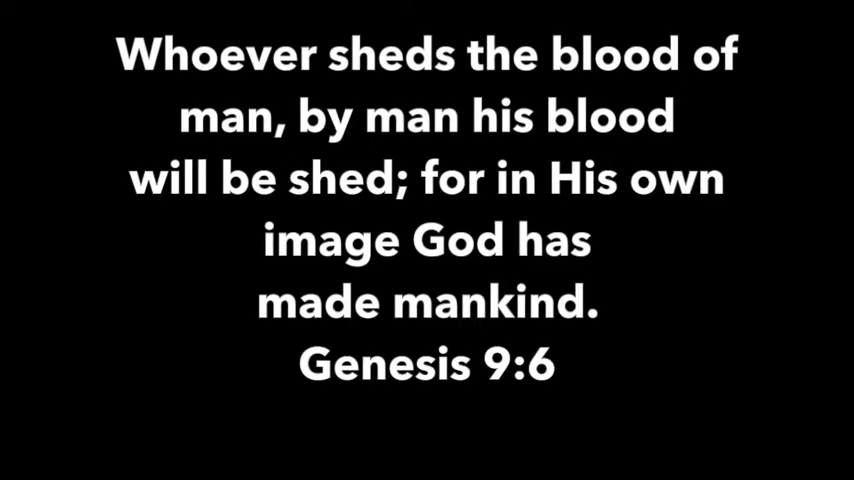 Whoever sheds the blood of
man, by man his blood
will be shed; for in His own
image God has
made mankind.
Genesis 9:6